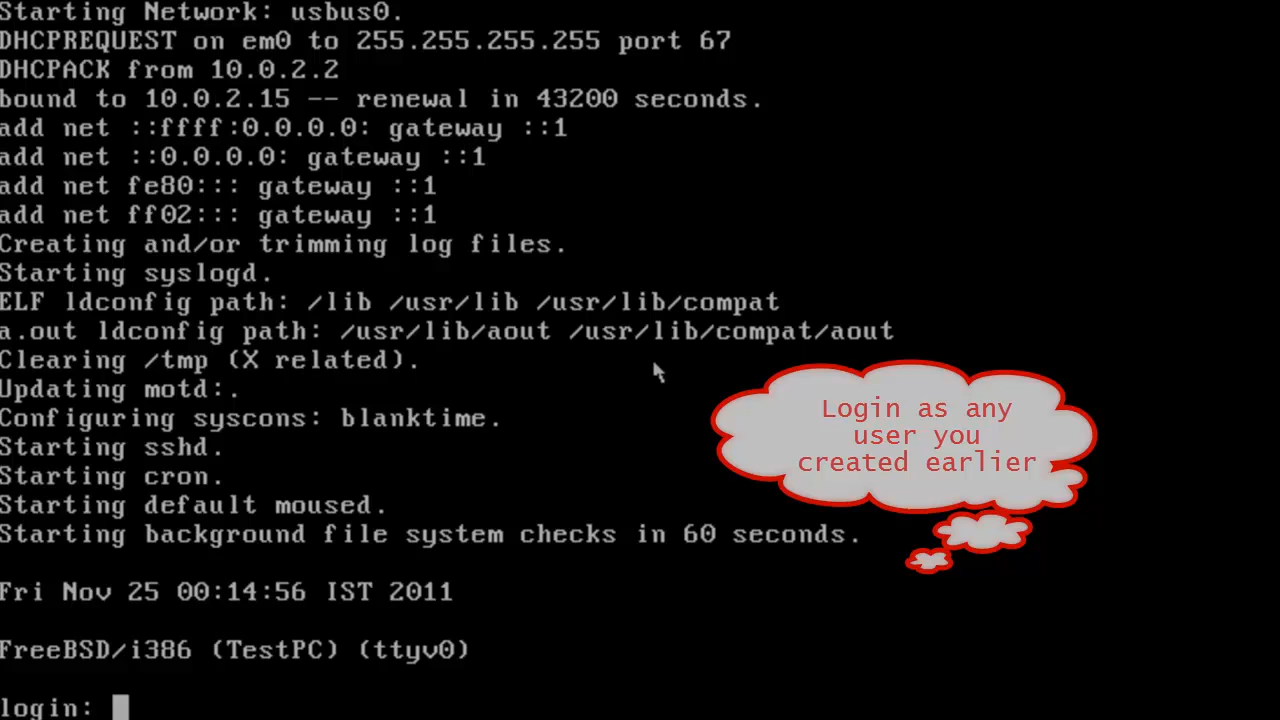 Starting Network: usbus0.
DHCPREQUEST on em0 to 255.255.255.255 port 67
DHCPACK from 10.0.2.2
bound to 10.0.2.15 -- renewal in 43200 seconds.
add net ::ffff:0.0.0.0: gateway ::1
add net ::0.0.0.0: gateway ::1
add net fe80::: gateway ::1
add net ff02::: gateway ::1
Creating and/or trimming log files.
Starting syslogd.
ELF ldconfig path: /lib /usr/lib /usr/lib/compat
a.out ldconfig path: /usr/lib/aout /usr/lib/compat/aout
Clearing /tmp (X related).
Updating motd:.
Configuring syscons: blanktime.
Starting sshd.
Starting cron.
Starting default moused.
Starting background file system checks in 60 seconds.
Login as any
user you
created earlier
Fri Nov 25 00:14:56 IST 2011
FreeBSD/i386 (TestPC) (ttyv0)
login: